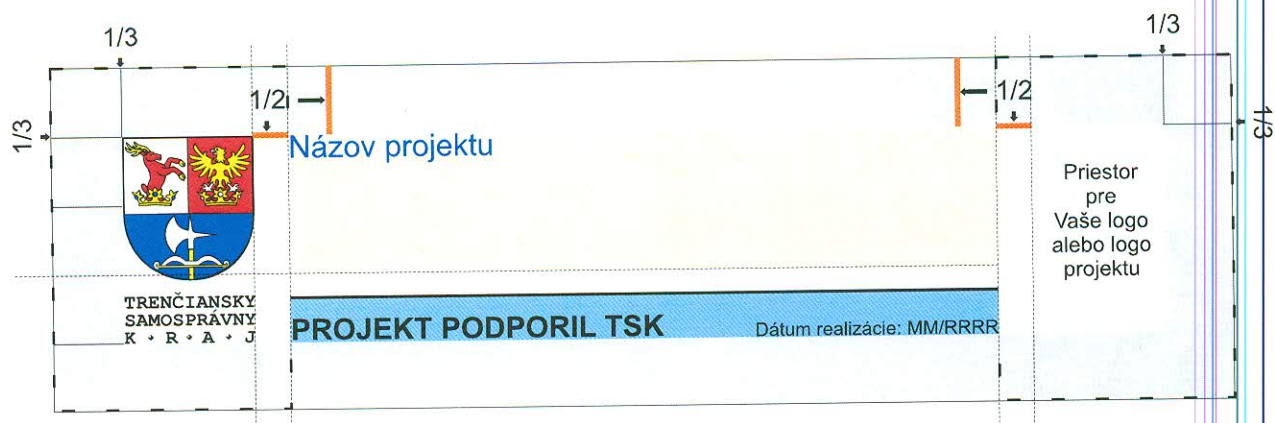 1/3
1/3
1/2
1/2
1/3
1/3
Názov projektu
Priestor
pre
Vaše logo
alebo logo
projektu
TRENČIANSKY
SAMOSPRÁVNY
K · R · A · J
PROJEKT PODPORIL TSK
Dátum realizácie: MM/RRRR